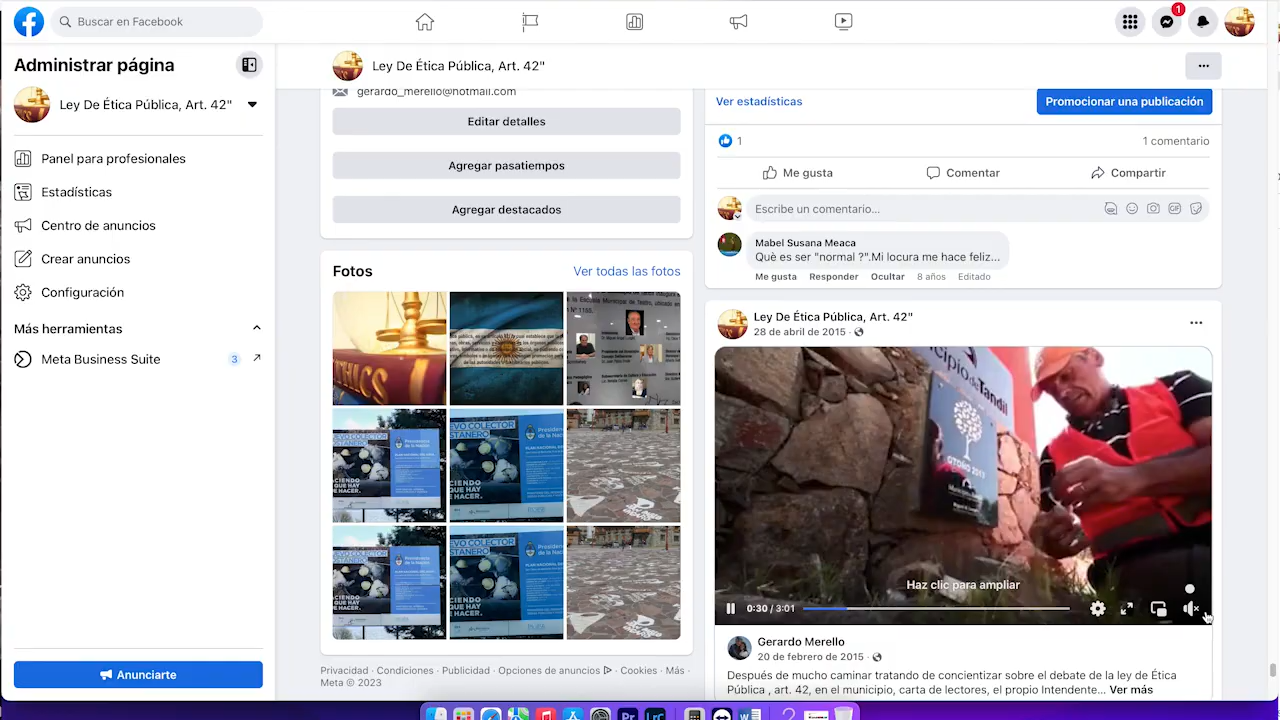 Buscar en Facebook
1
Administrar página
Ley De Ética Pública, Art. 42"
Panel para profesionales
Estadísticas
Centro de anuncios
Crear anuncios
Configuración
Más herramientas
Meta Business Suite
3
Anunciarte
Ley De Ética Pública, Art. 42"
gerardo_merello@hotmail.com
Editar detalles
Agregar pasatiempos
Agregar destacados
Fotos
Ver todas las fotos
Privacidad · Condiciones · Publicidad · Opciones de anuncios · Cookies · Más ·
Meta © 2023
Ver estadísticas
Promocionar una publicación
1
1 comentario
Me gusta
Comentar
Compartir
Escribe un comentario...
GIF
Mabel Susana Meaca
Què es ser "normal ?".Mi locura me hace feliz...
Me gusta Responder Ocultar 8 años Editado
Ley De Ética Pública, Art. 42"
28 de abril de 2015 ·
Tandil
Haz clic para ampliar
0:30 / 3:01
Gerardo Merello
20 de febrero de 2015 ·
Después de mucho caminar tratando de concientizar sobre el debate de la ley de Ética
Pública , art. 42, en el municipio, carta de lectores, el propio Intendente... Ver más